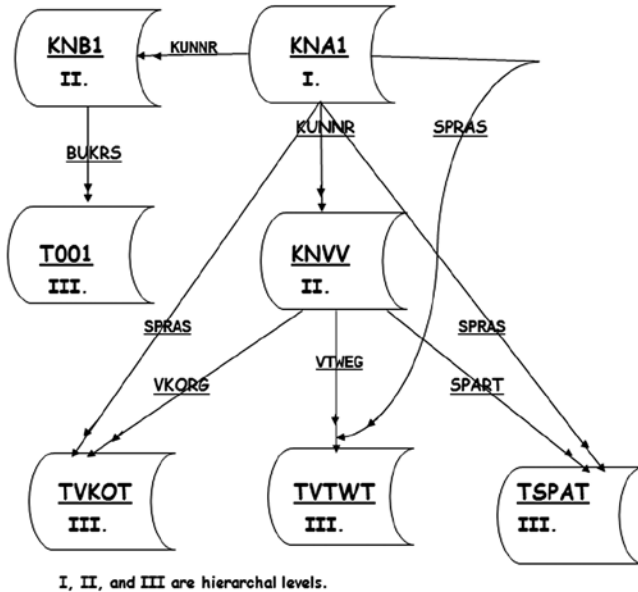 KNB1
II.
KUNNR
KNA1
I.
KUNNR
SPRAS
BUKRS
T001
III.
KNVV
II.
SPRAS
VKORG
VTWEG
SPRAS
SPART
TVKOT
III.
TVTWT
III.
TSPAT
III.
I, II, and III are hierarchal levels.